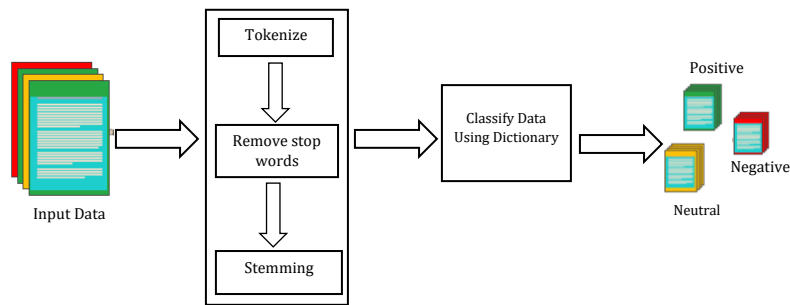 Input Data
Tokenize
Remove stop
words
Stemming
Classify Data
Using Dictionary
Positive
Negative
Neutral